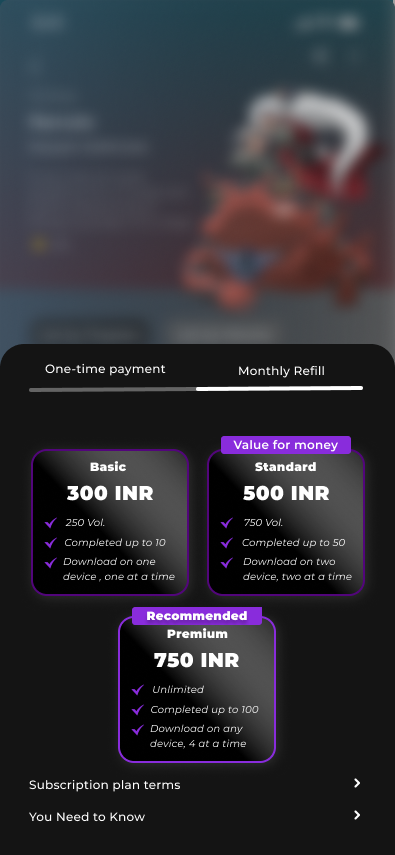 One-time payment
Monthly Refill
Value for money
Basic
300 INR
250 Vol.
Completed up to 10
Download on one
device , one at a time
Standard
500 INR
750 Vol.
Completed up to 50
Download on two
device, two at a time
Recommended
Premium
750 INR
Unlimited
Completed up to 100
Download on any
device, 4 at a time
Subscription plan terms
You Need to Know